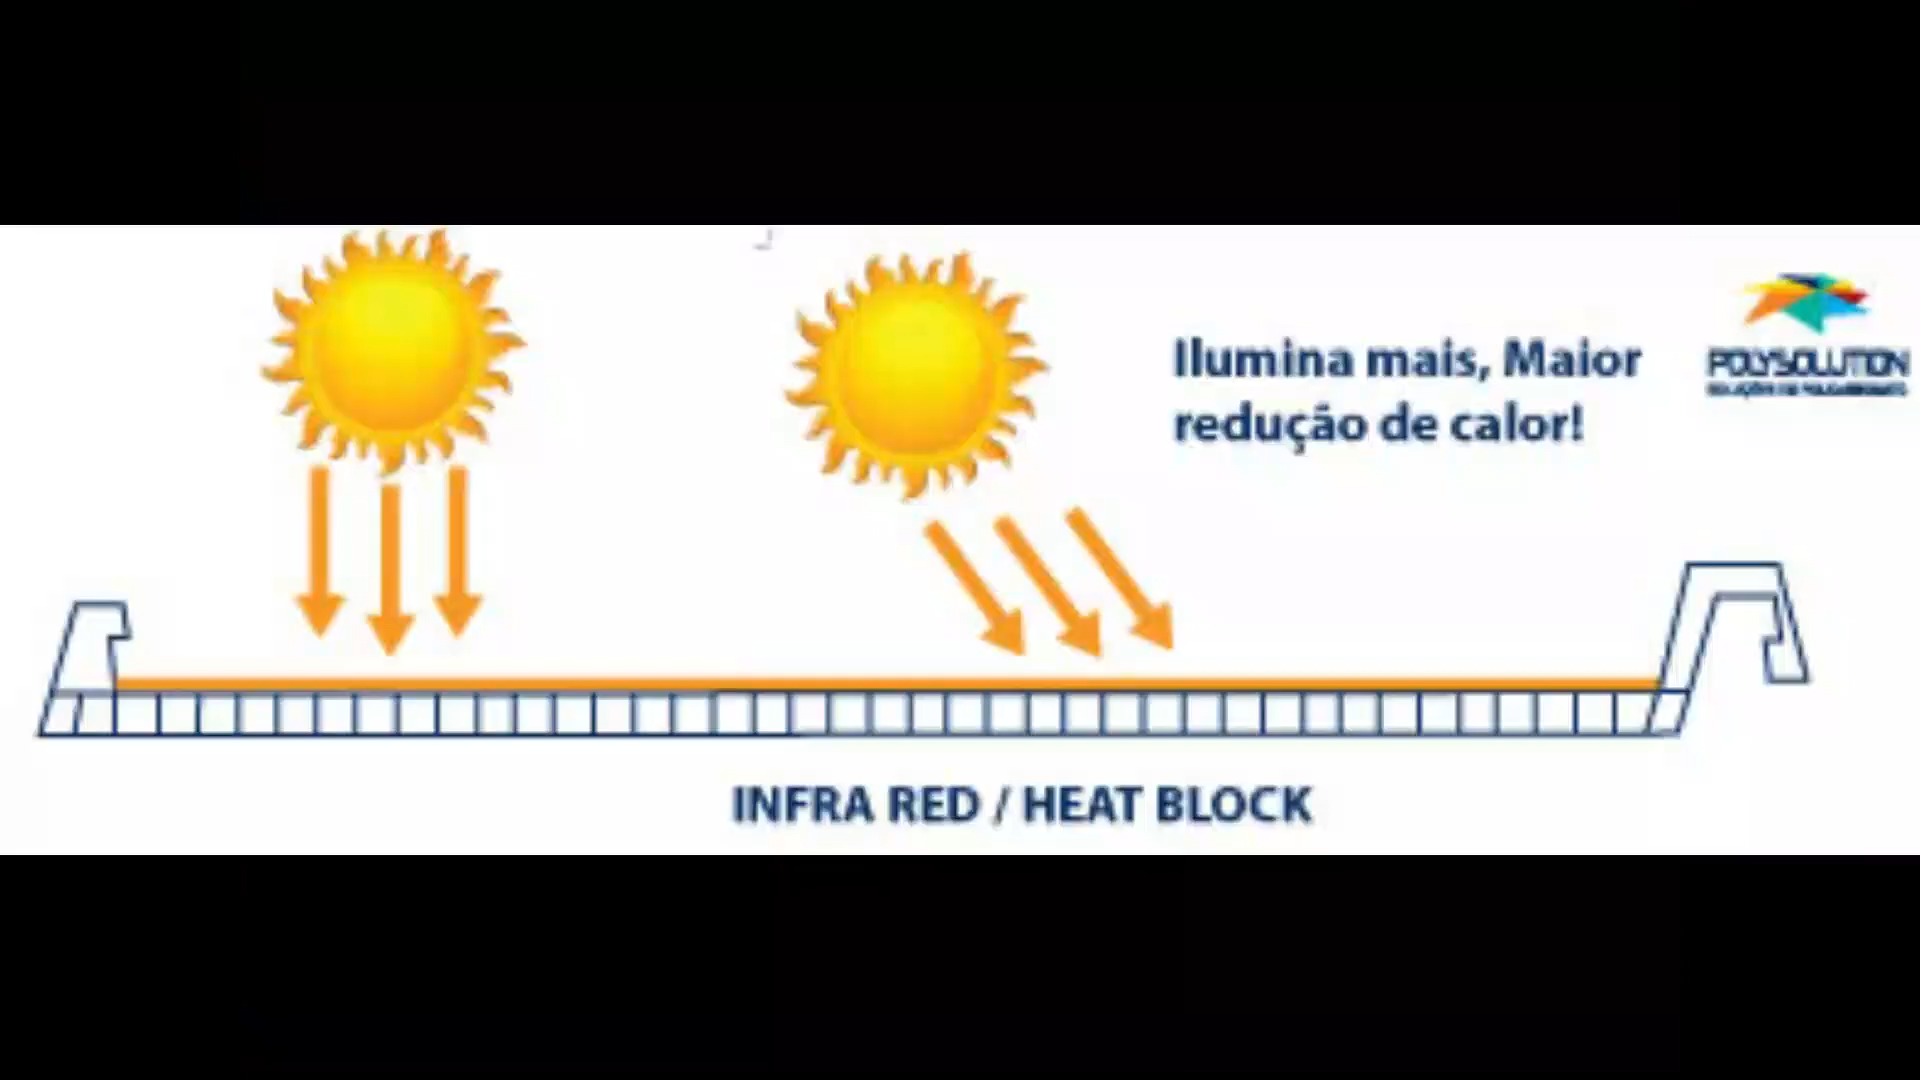 Ilumina mais, Maior
redução de calor!
POLYSOLUTION
INFRA RED / HEAT BLOCK